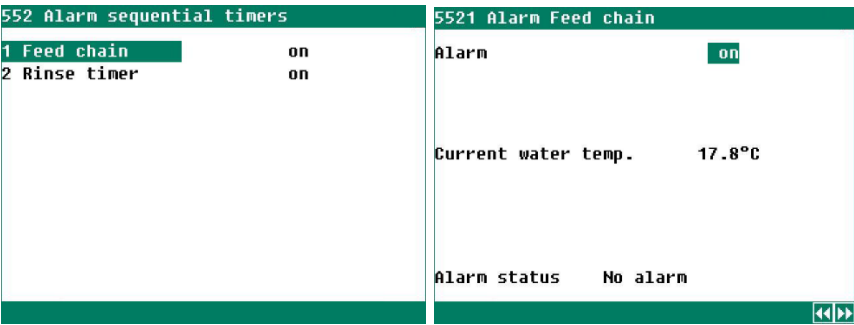 552 Alarm sequential timers
1 Feed chain on
2 Rinse timer on
5521 Alarm Feed chain
Alarm on
Current water temp. 17.8°C
Alarm status No alarm